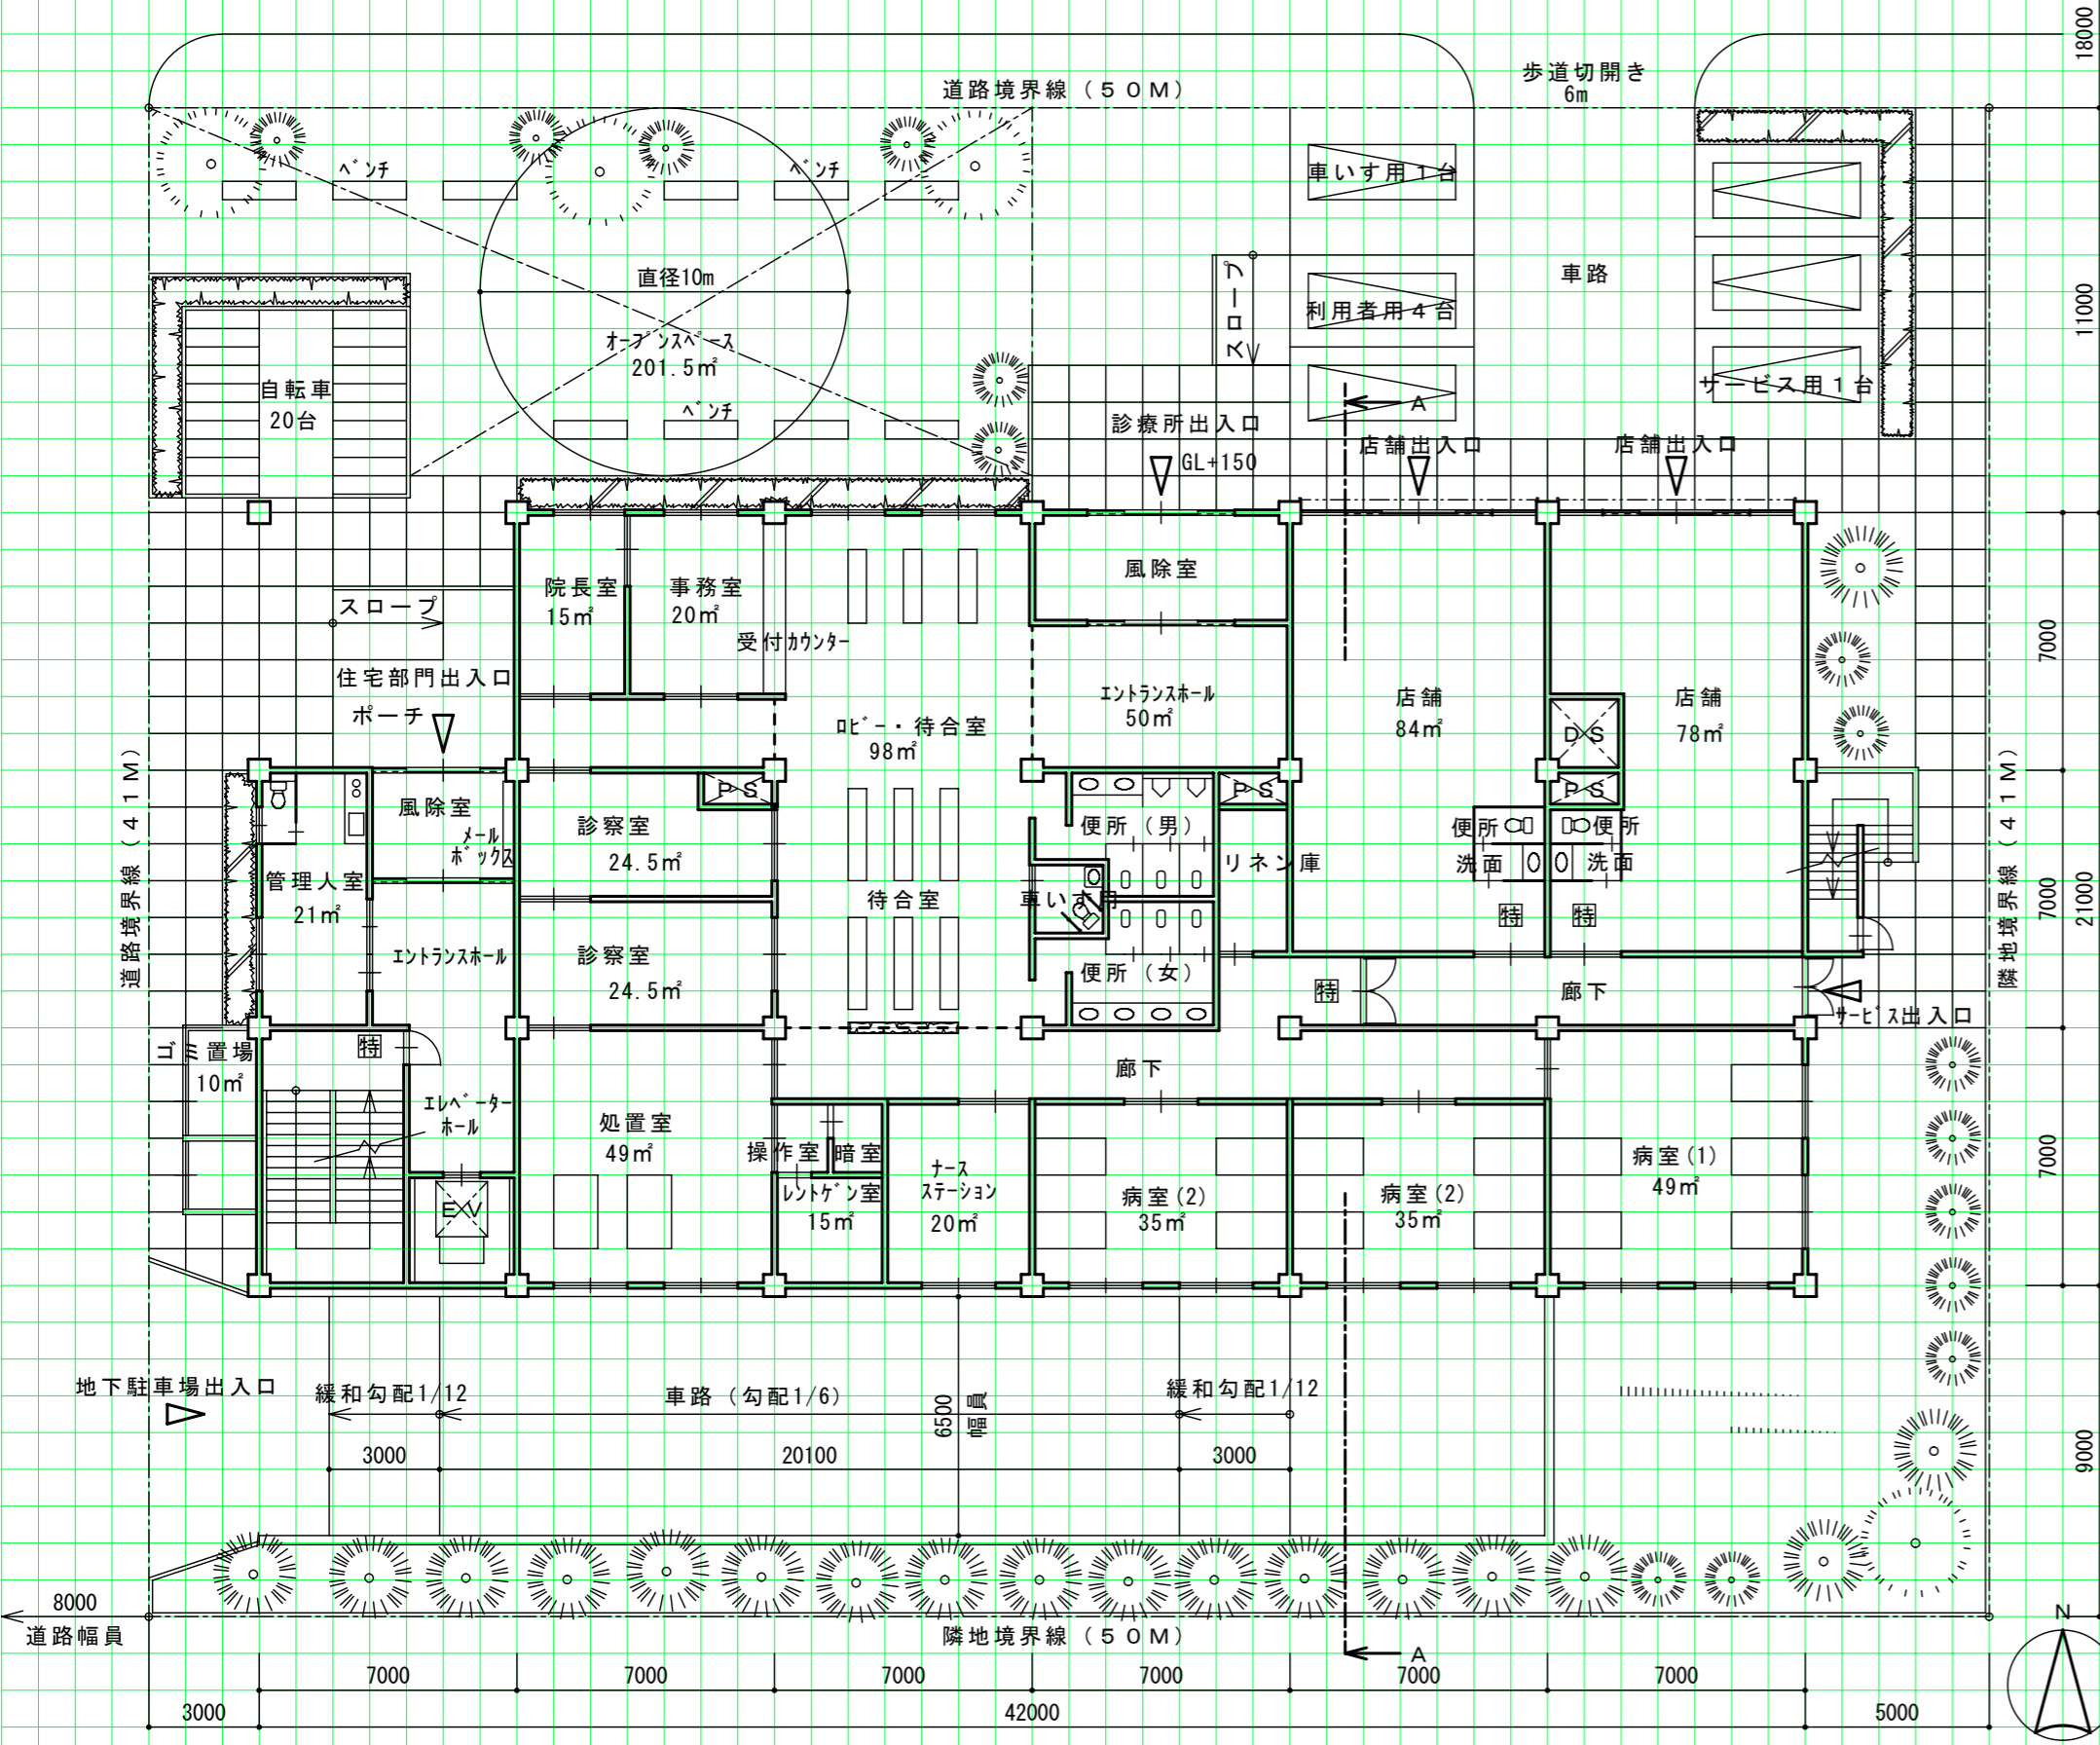 18000
歩道切開き
6m
道路境界線(50M)
ベンチ
ベンチ
車いす用1台
直径10m
スロープ
車路
利用者用4台
11000
オープンスペース
201.5㎡
自転車
20台
サービス用1台
ベンチ
A
診療所出入口
GL+150
店舗出入口
店舗出入口
風除室
院長室
15㎡
事務室
20㎡
スロープ
受付カウンター
7000
住宅部門出入口
ポーチ
エントランスホール
50㎡
ロビー・待合室
98㎡
店舗
84㎡
店舗
78㎡
DS
道路境界線(41M)
隣地境界線(41M)
PS
PS
PS
風除室
メール
ボックス
診察室
24.5㎡
便所(男)
リネン庫
便所
洗面
便所
洗面
管理人室
21㎡
待合室
車いす用
特
特
7000
21000
エントランスホール
診察室
24.5㎡
便所(女)
特
廊下
サービス出入口
ゴミ置場
10㎡
特
廊下
エレベーター
ホール
処置室
49㎡
操作室
暗室
レントゲン室
15㎡
ナース
ステーション
20㎡
病室(2)
35㎡
病室(2)
35㎡
病室(1)
49㎡
7000
EV
地下駐車場出入口
緩和勾配1/12
車路(勾配1/6)
6500
幅員
緩和勾配1/12
3000
20100
3000
9000
8000
道路幅員
隣地境界線(50M)
A
N
7000
7000
7000
7000
7000
7000
3000
42000
5000